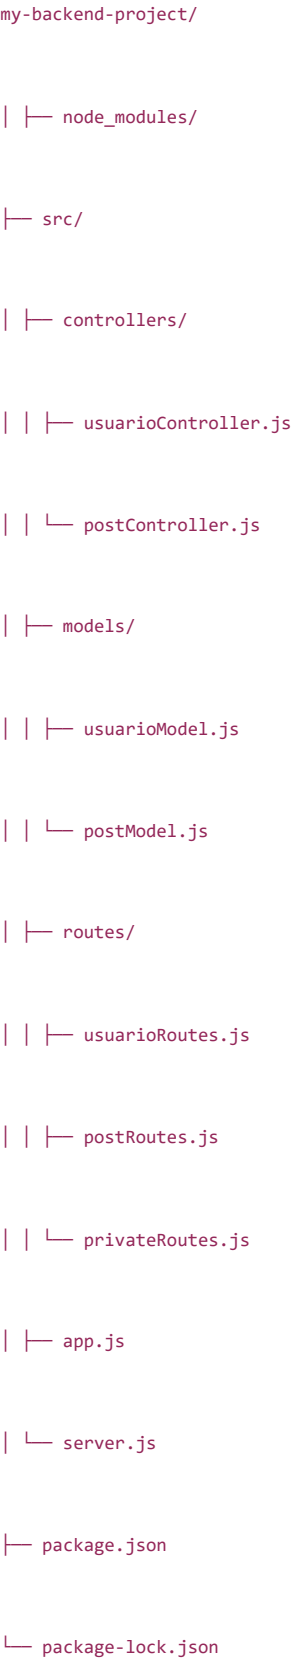 my-backend-project/
│ ├── node_modules/
├── src/
│ ├── controllers/
│ │ ├── usuarioController.js
│ │ └── postController.js
│ ├── models/
│ │ ├── usuarioModel.js
│ │ └── postModel.js
│ ├── routes/
│ │ ├── usuarioRoutes.js
│ │ ├── postRoutes.js
│ │ └── privateRoutes.js
│ ├── app.js
│ └── server.js
├── package.json
└── package-lock.json